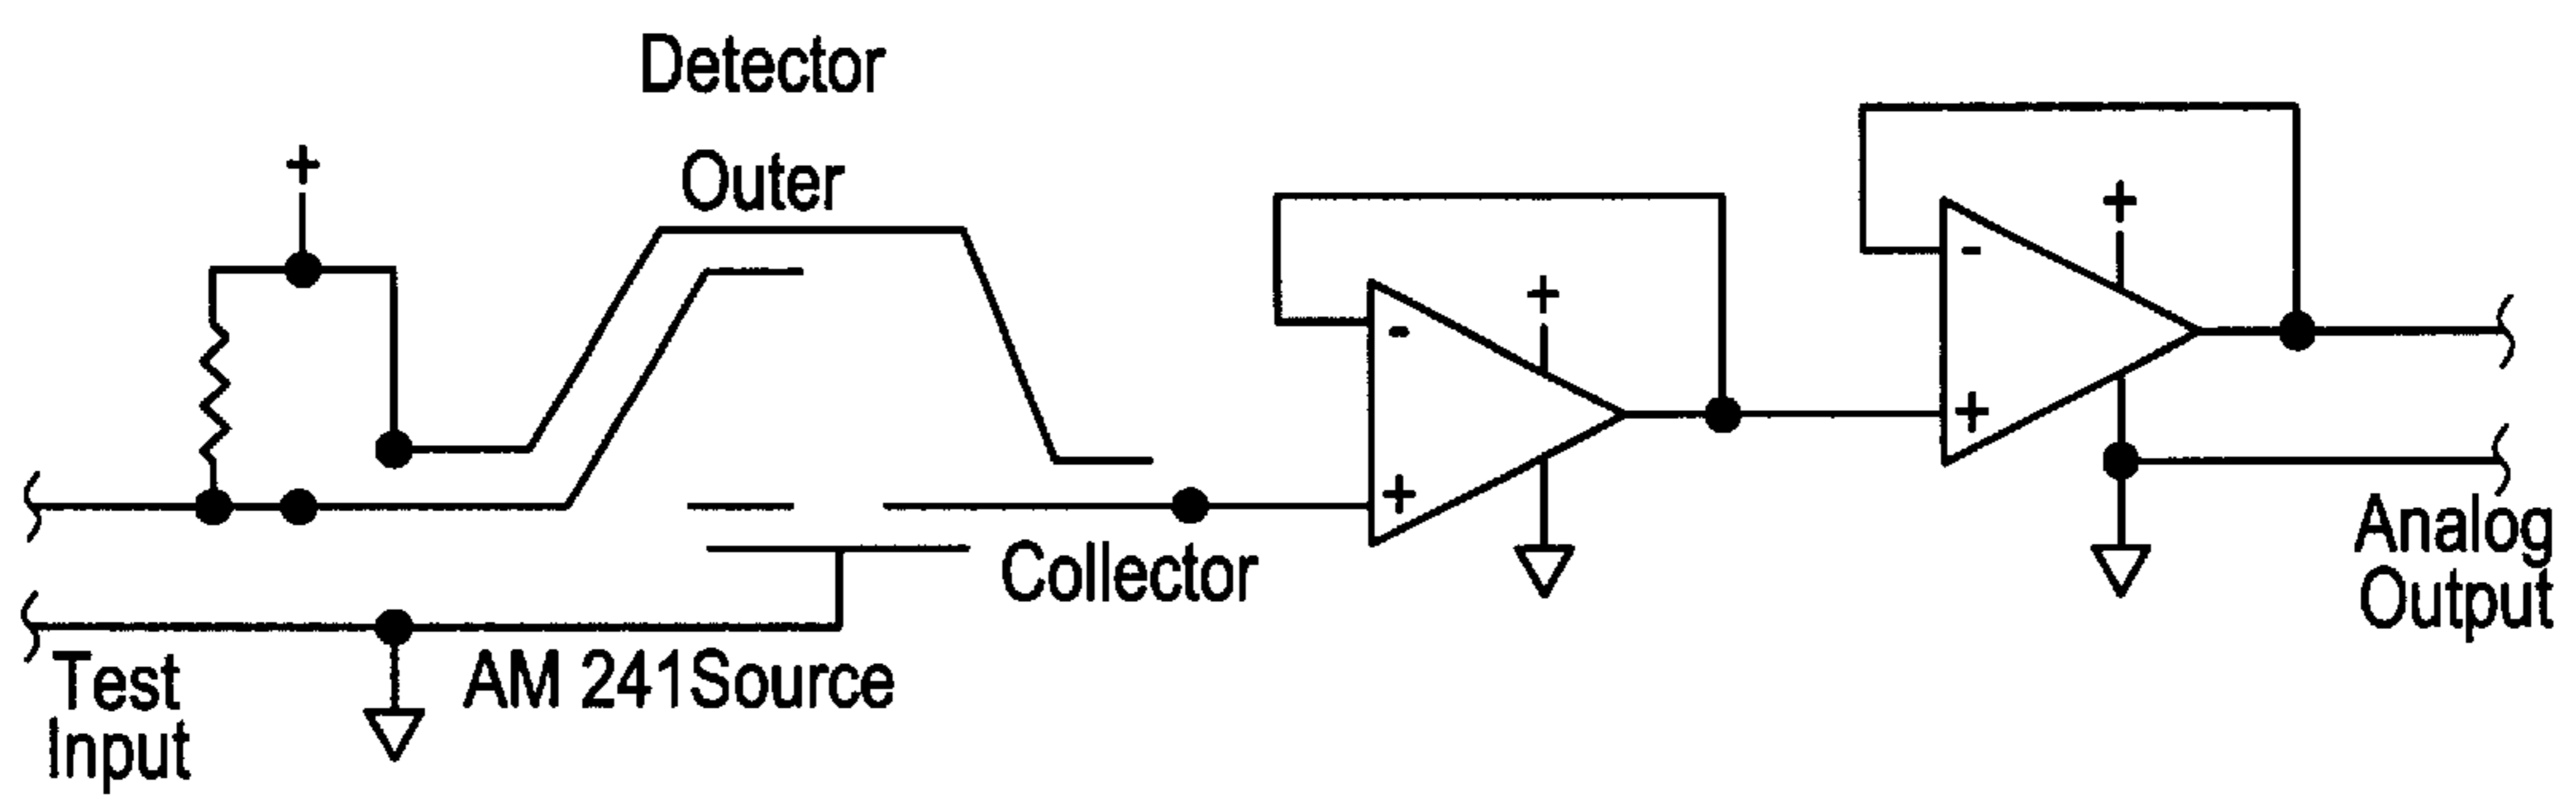 Detector
Outer
+
+
+
-
+
-
+
Collector
AM 241Source
Test
Input
Analog
Output